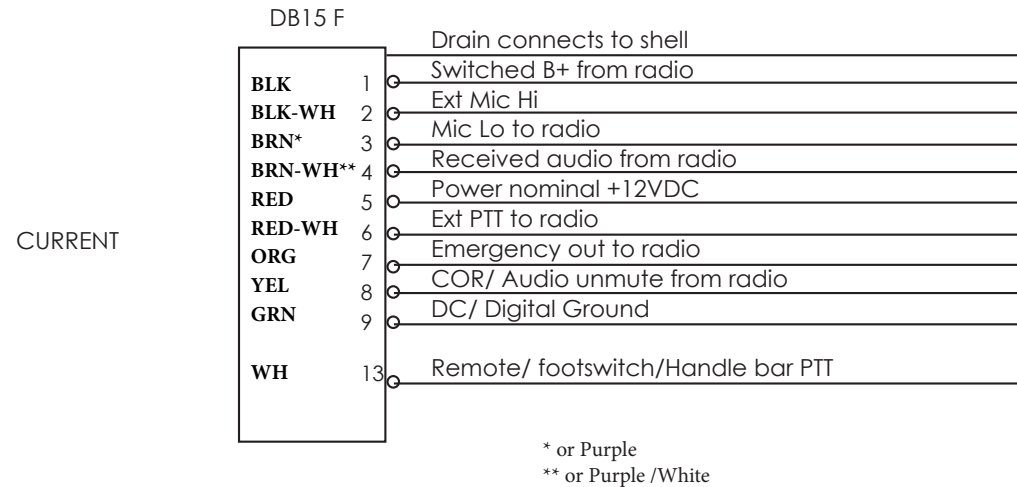 DB15 F
Drain connects to shell
BLK 1 Switched B+ from radio
BLK-WH 2 Ext Mic Hi
BRN* 3 Mic Lo to radio
BRN-WH** 4 Received audio from radio
RED 5 Power nominal +12VDC
RED-WH 6 Ext PTT to radio
CURRENT
ORG 7 Emergency out to radio
YEL 8 COR/ Audio unmute from radio
GRN 9 DC/ Digital Ground
WH 13 Remote/ footswitch/Handle bar PTT
* or Purple
** or Purple /White